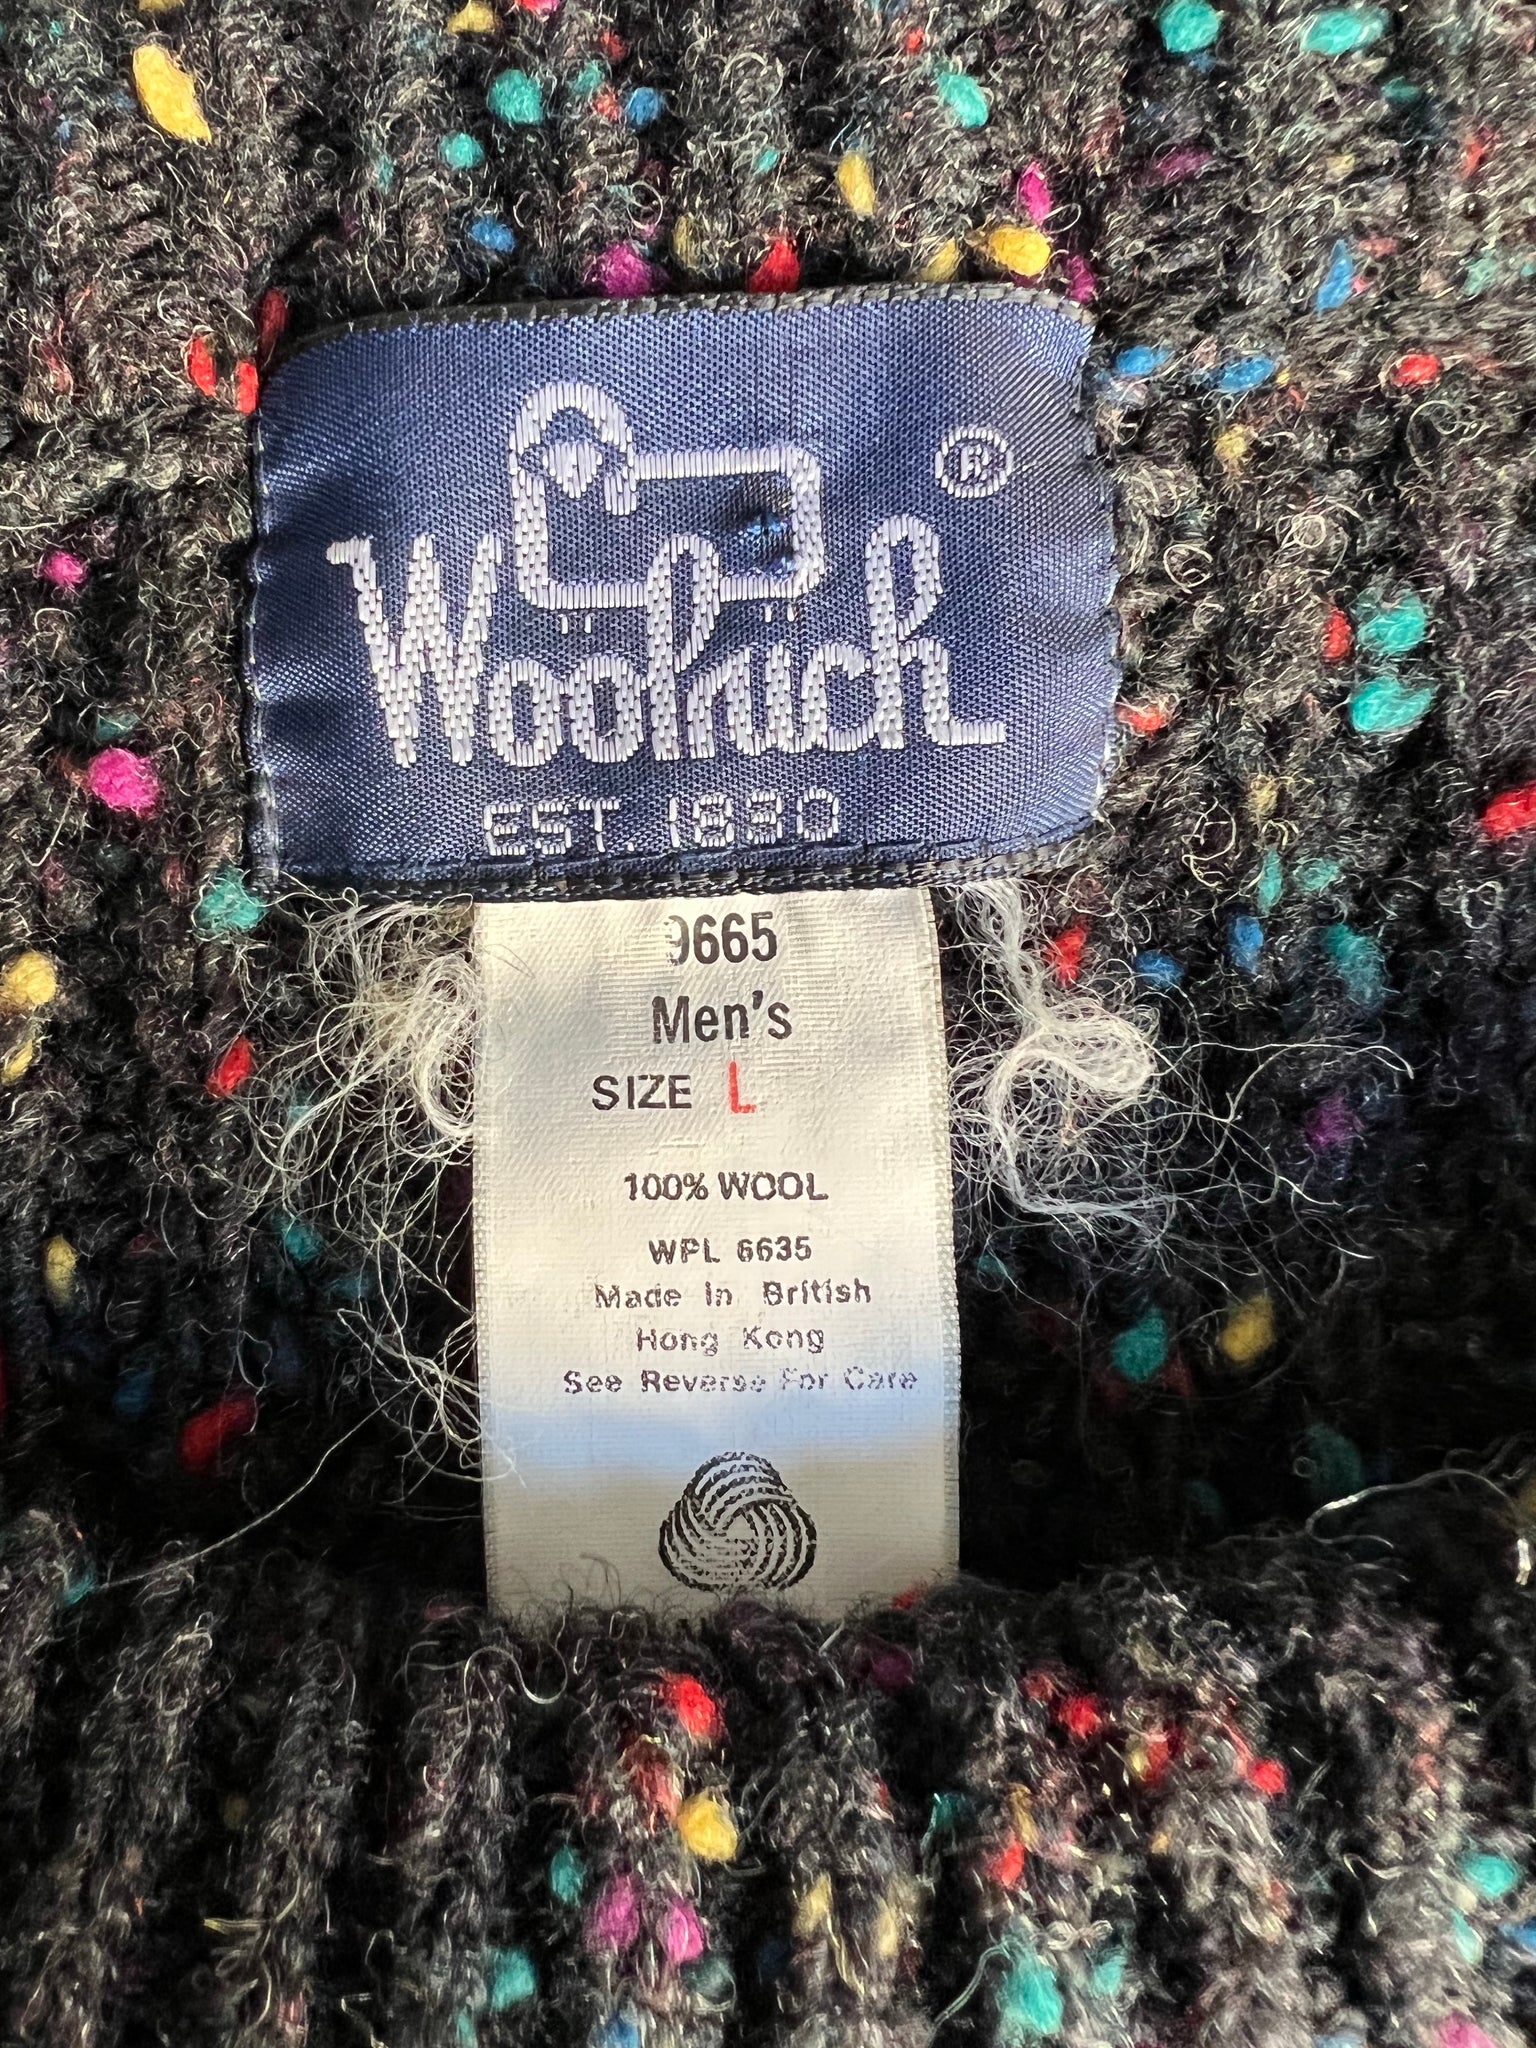 ®
Woolrich
EST. 1830
9665
Men's
SIZE L
100% WOOL
WPL 6635
Made In British
Hong Kong
See Reverse For Care